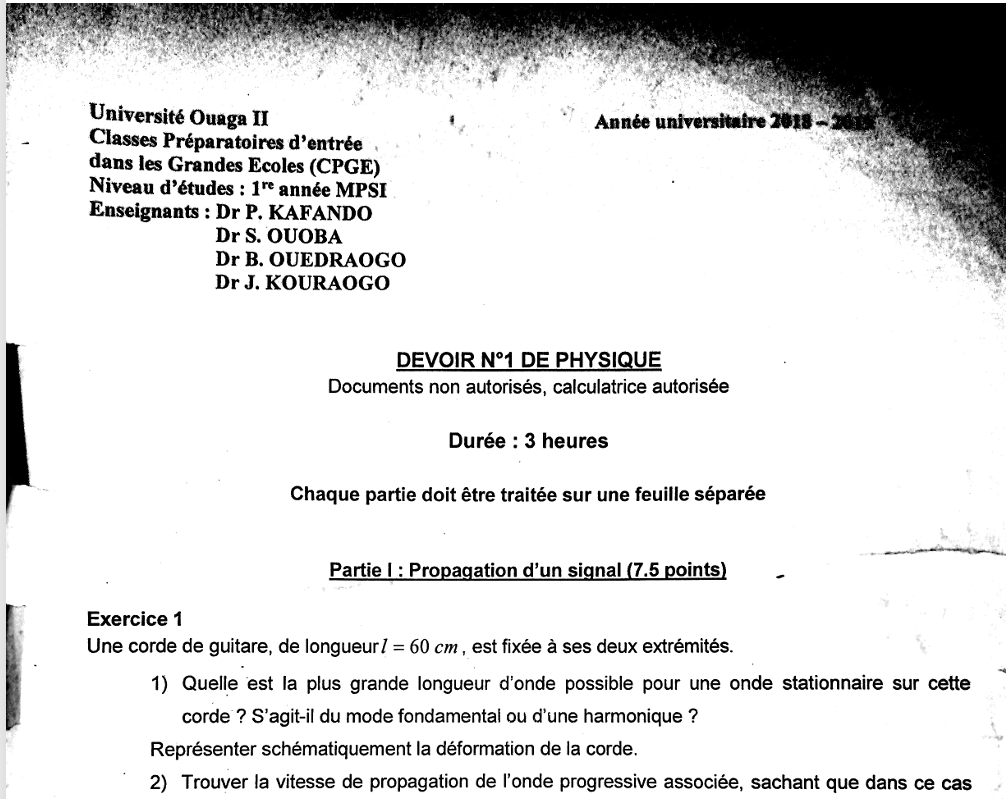 Université Ouaga II
Année universitaire 2018 –
Classes Préparatoires d'entrée
dans les Grandes Ecoles (CPGE)
Niveau d'études : 1re année MPSI
Enseignants : Dr P. KAFANDO
Dr S. OUOBA
Dr B. OUEDRAOGO
Dr J. KOURAOGO
DEVOIR N°1 DE PHYSIQUE
Documents non autorisés, calculatrice autorisée
Durée : 3 heures
Chaque partie doit être traitée sur une feuille séparée
Partie I : Propagation d'un signal (7.5 points)
Exercice 1
Une corde de guitare, de longueur l = 60 cm , est fixée à ses deux extrémités.
1) Quelle est la plus grande longueur d'onde possible pour une onde stationnaire sur cette
corde ? S'agit-il du mode fondamental ou d'une harmonique ?
Représenter schématiquement la déformation de la corde.
2) Trouver la vitesse de propagation de l'onde progressive associée, sachant que dans ce cas